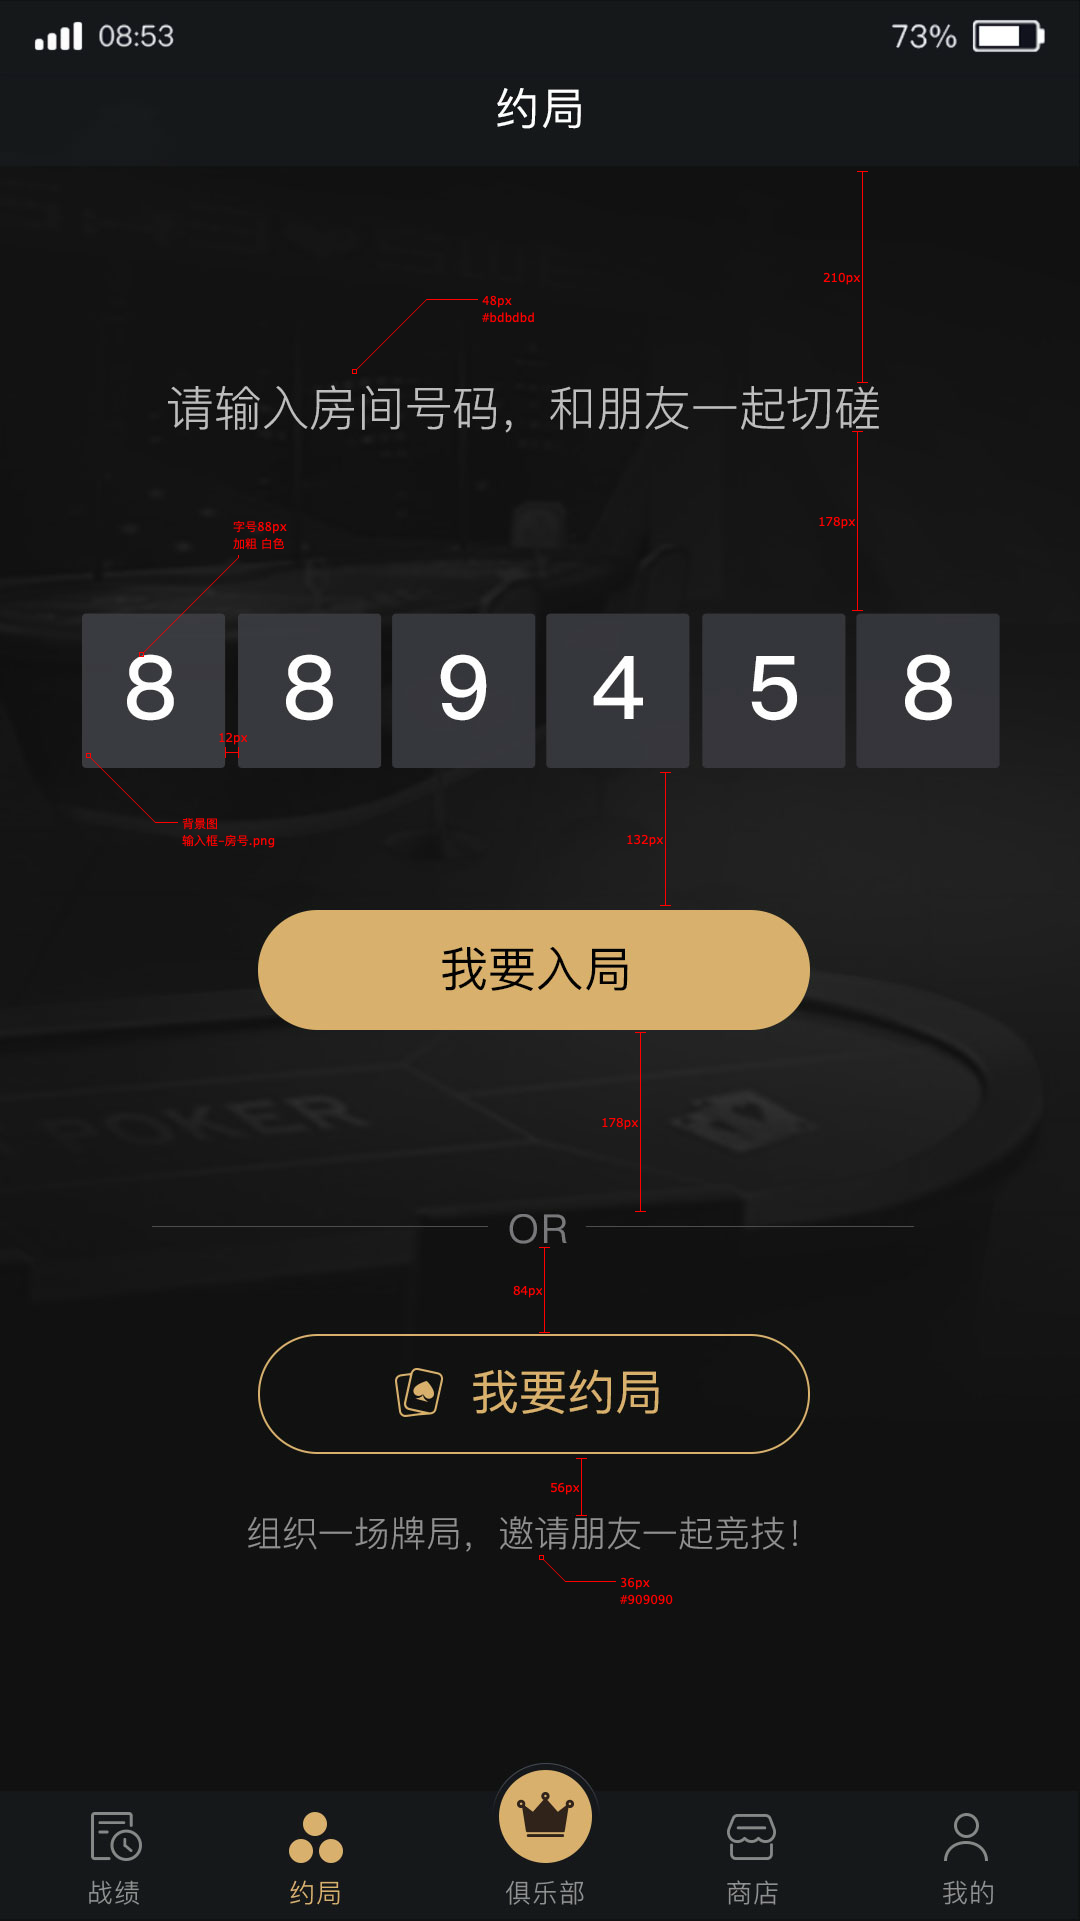 08:53
73%
约局
210px
48px
#bdbdbd
请输入房间号码，和朋友一起切磋
178px
字号88px
加粗 白色
8 8 9 4 5 8
12px
背景图
输入框-房号.png
132px
我要入局
POKER
178px
OR
84px
我要约局
56px
组织一场牌局，邀请朋友一起竞技！
36px
#909090
战绩
约局
俱乐部
商店
我的